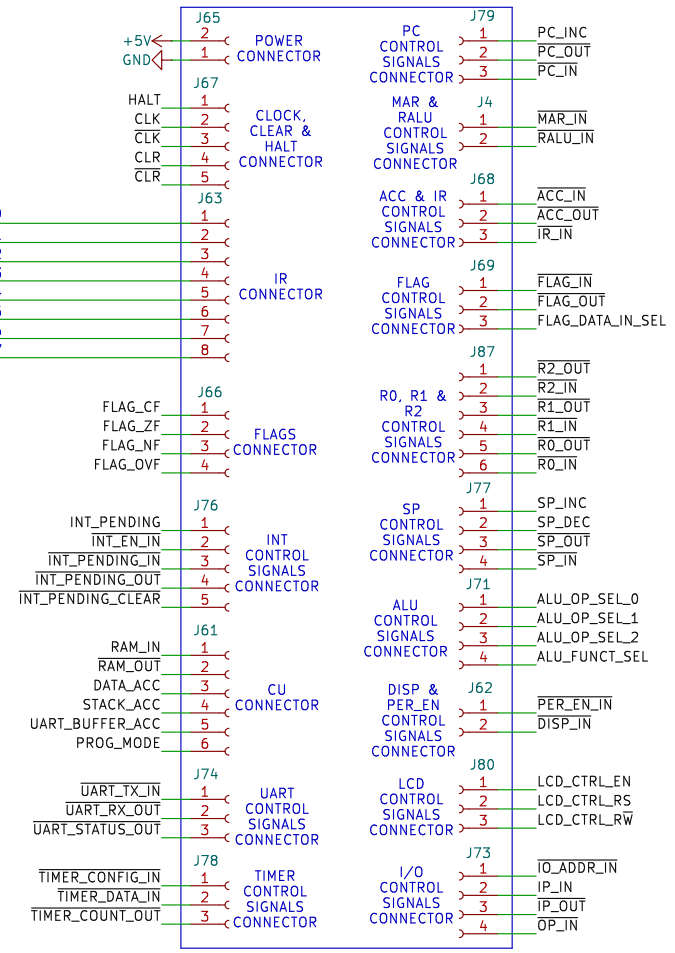 J65
+5V 2
GND 1
POWER
CONNECTOR
J67
HALT 1
CLK 2
CLK 3
CLR 4
CLR 5
CLOCK,
CLEAR &
HALT
CONNECTOR
J63
1
2
3
4
5
6
7
8
IR
CONNECTOR
J66
FLAG_CF 1
FLAG_ZF 2
FLAG_NF 3
FLAG_OVF 4
FLAGS
CONNECTOR
J76
INT_PENDING 1
INT_EN_IN 2
INT_PENDING_IN 3
INT_PENDING_OUT 4
INT_PENDING_CLEAR 5
INT
CONTROL
SIGNALS
CONNECTOR
J61
RAM_IN 1
RAM_OUT 2
DATA_ACC 3
STACK_ACC 4
UART_BUFFER_ACC 5
PROG_MODE 6
CU
CONNECTOR
J74
UART_TX_IN 1
UART_RX_OUT 2
UART_STATUS_OUT 3
UART
CONTROL
SIGNALS
CONNECTOR
J78
TIMER_CONFIG_IN 1
TIMER_DATA_IN 2
TIMER_COUNT_OUT 3
TIMER
CONTROL
SIGNALS
CONNECTOR
J79
PC
CONTROL
SIGNALS
CONNECTOR
1 PC_INC
2 PC_OUT
3 PC_IN
J4
MAR &
RALU
CONTROL
SIGNALS
CONNECTOR
1 MAR_IN
2 RALU_IN
J68
ACC & IR
CONTROL
SIGNALS
CONNECTOR
1 ACC_IN
2 ACC_OUT
3 IR_IN
J69
FLAG
CONTROL
SIGNALS
CONNECTOR
1 FLAG_IN
2 FLAG_OUT
3 FLAG_DATA_IN_SEL
J87
R0, R1 &
R2
CONTROL
SIGNALS
CONNECTOR
1 R2_OUT
2 R2_IN
3 R1_OUT
4 R1_IN
5 R0_OUT
6 R0_IN
J77
SP
CONTROL
SIGNALS
CONNECTOR
1 SP_INC
2 SP_DEC
3 SP_OUT
4 SP_IN
J71
ALU
CONTROL
SIGNALS
CONNECTOR
1 ALU_OP_SEL_0
2 ALU_OP_SEL_1
3 ALU_OP_SEL_2
4 ALU_FUNCT_SEL
J62
DISP &
PER_EN
CONTROL
SIGNALS
CONNECTOR
1 PER_EN_IN
2 DISP_IN
J80
LCD
CONTROL
SIGNALS
CONNECTOR
1 LCD_CTRL_EN
2 LCD_CTRL_RS
3 LCD_CTRL_RW̅
J73
I/O
CONTROL
SIGNALS
CONNECTOR
1 IO_ADDR_IN
2 IP_IN
3 IP_OUT
4 OP_IN